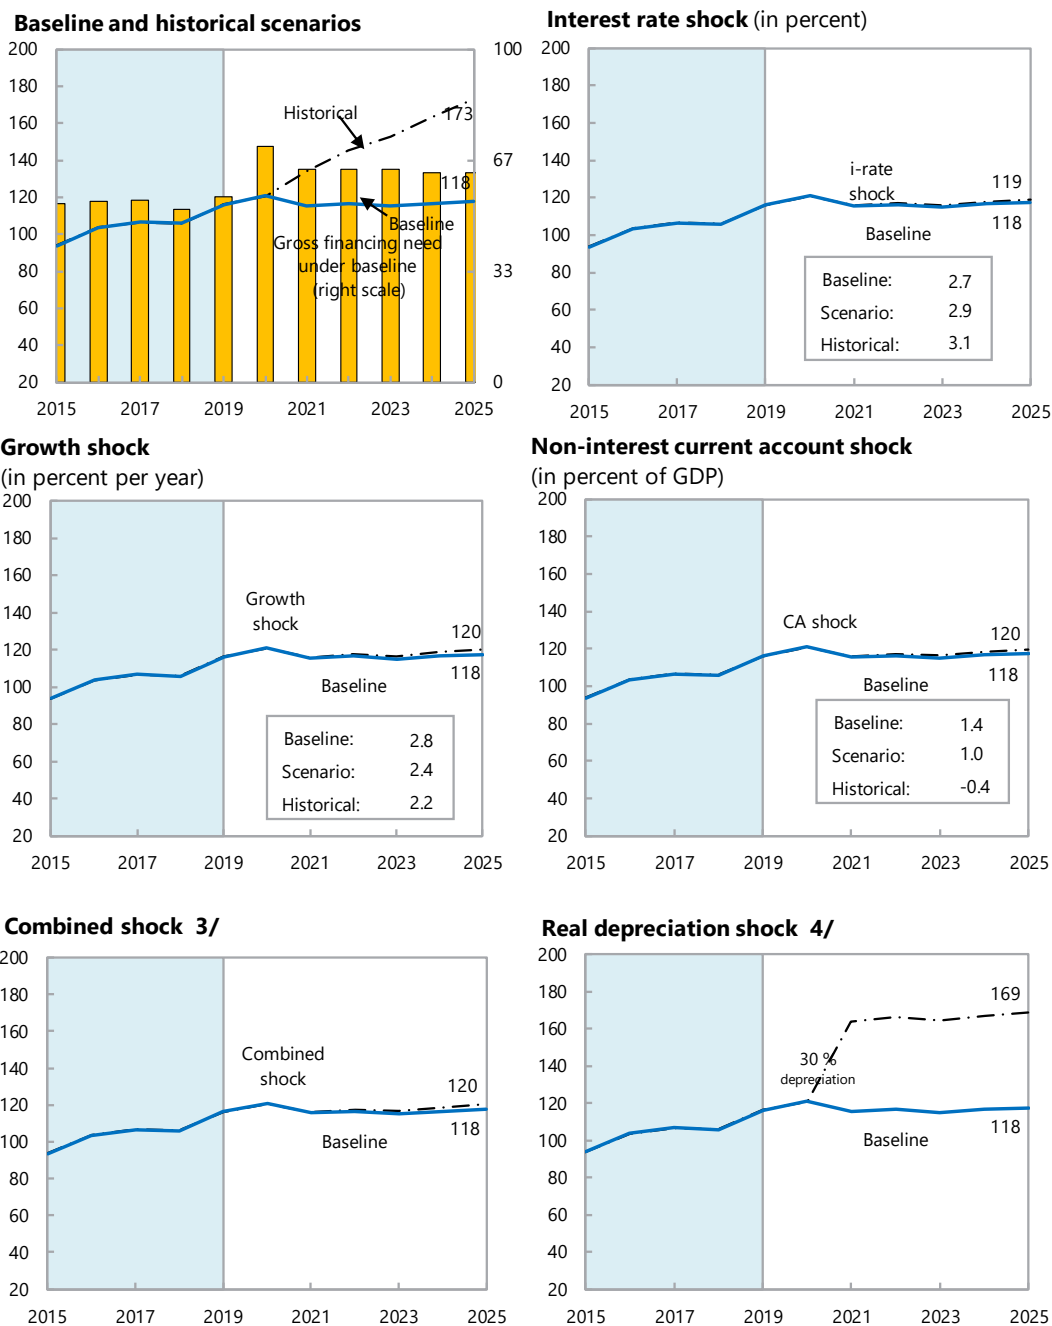 Baseline and historical scenarios
200
180
160
140
120
100
80
60
40
20
100
67
33
0
Historical
173
118
Baseline
Gross financing need
under baseline
(right scale)
2015 2017 2019 2021 2023 2025
Interest rate shock (in percent)
200
180
160
140
120
100
80
60
40
20
i-rate
shock
119
118
Baseline
Baseline: 2.7
Scenario: 2.9
Historical: 3.1
2015 2017 2019 2021 2023 2025
Growth shock
(in percent per year)
200
180
160
140
120
100
80
60
40
20
Growth
shock
120
118
Baseline
Baseline: 2.8
Scenario: 2.4
Historical: 2.2
2015 2017 2019 2021 2023 2025
Non-interest current account shock
(in percent of GDP)
200
180
160
140
120
100
80
60
40
20
CA shock
120
118
Baseline
Baseline: 1.4
Scenario: 1.0
Historical: -0.4
2015 2017 2019 2021 2023 2025
Combined shock 3/
200
180
160
140
120
100
80
60
40
20
Combined
shock
120
118
Baseline
2015 2017 2019 2021 2023 2025
Real depreciation shock 4/
200
180
160
140
120
100
80
60
40
20
169
30 %
depreciation
118
Baseline
2015 2017 2019 2021 2023 2025